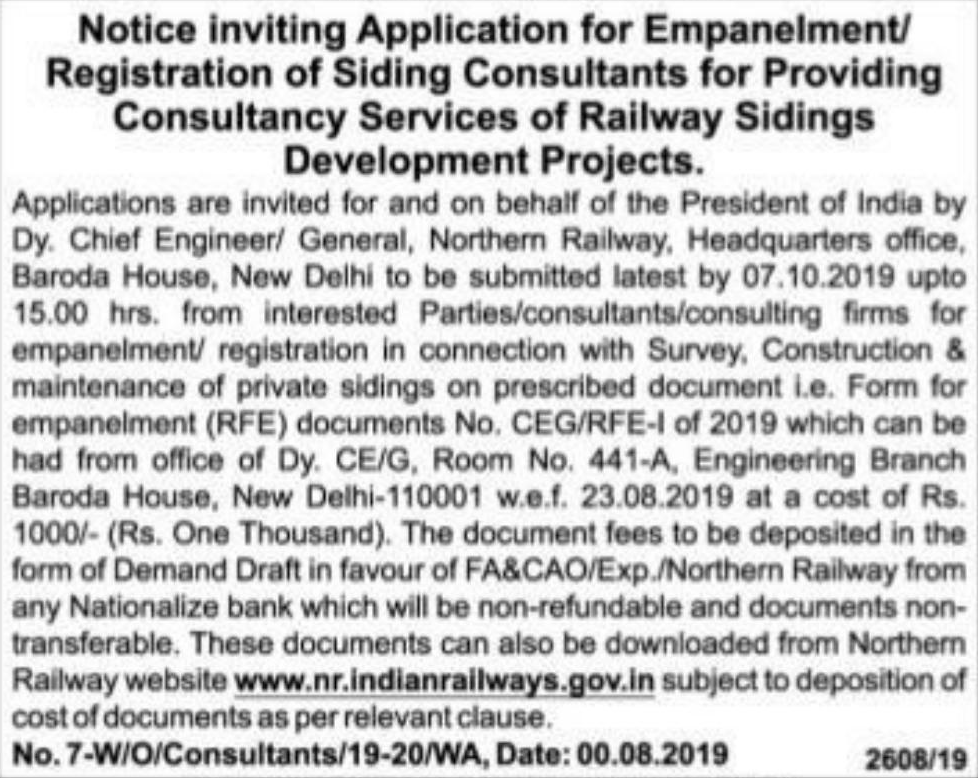 Notice inviting Application for Empanelment/
Registration of Siding Consultants for Providing
Consultancy Services of Railway Sidings
Development Projects.
Applications are invited for and on behalf of the President of India by
Dy. Chief Engineer/ General, Northern Railway, Headquarters office,
Baroda House, New Delhi to be submitted latest by 07.10.2019 upto
15.00 hrs. from interested Parties/consultants/consulting firms for
empanelment/ registration in connection with Survey, Construction &
maintenance of private sidings on prescribed document i.e. Form for
empanelment (RFE) documents No. CEG/RFE-I of 2019 which can be
had from office of Dy. CE/G, Room No. 441-A, Engineering Branch
Baroda House, New Delhi-110001 w.e.f. 23.08.2019 at a cost of Rs.
1000/- (Rs. One Thousand). The document fees to be deposited in the
form of Demand Draft in favour of FA&CAO/Exp./Northern Railway from
any Nationalize bank which will be non-refundable and documents non-
transferable. These documents can also be downloaded from Northern
Railway website www.nr.indianrailways.gov.in subject to deposition of
cost of documents as per relevant clause.
No. 7-W/O/Consultants/19-20/WA, Date: 00.08.2019 2608/19